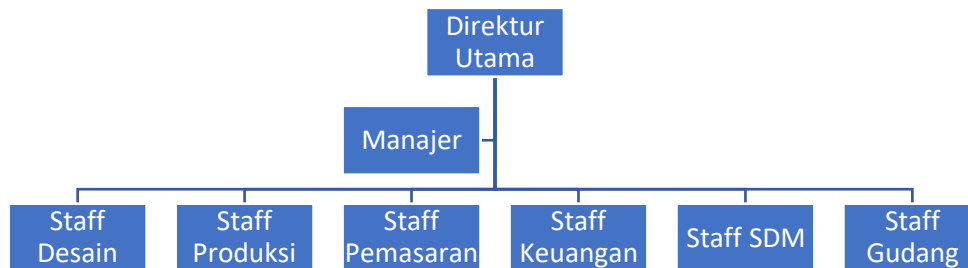 Direktur
Utama
Manajer
Staff
Desain
Staff
Produksi
Staff
Pemasaran
Staff
Keuangan
Staff SDM
Staff
Gudang